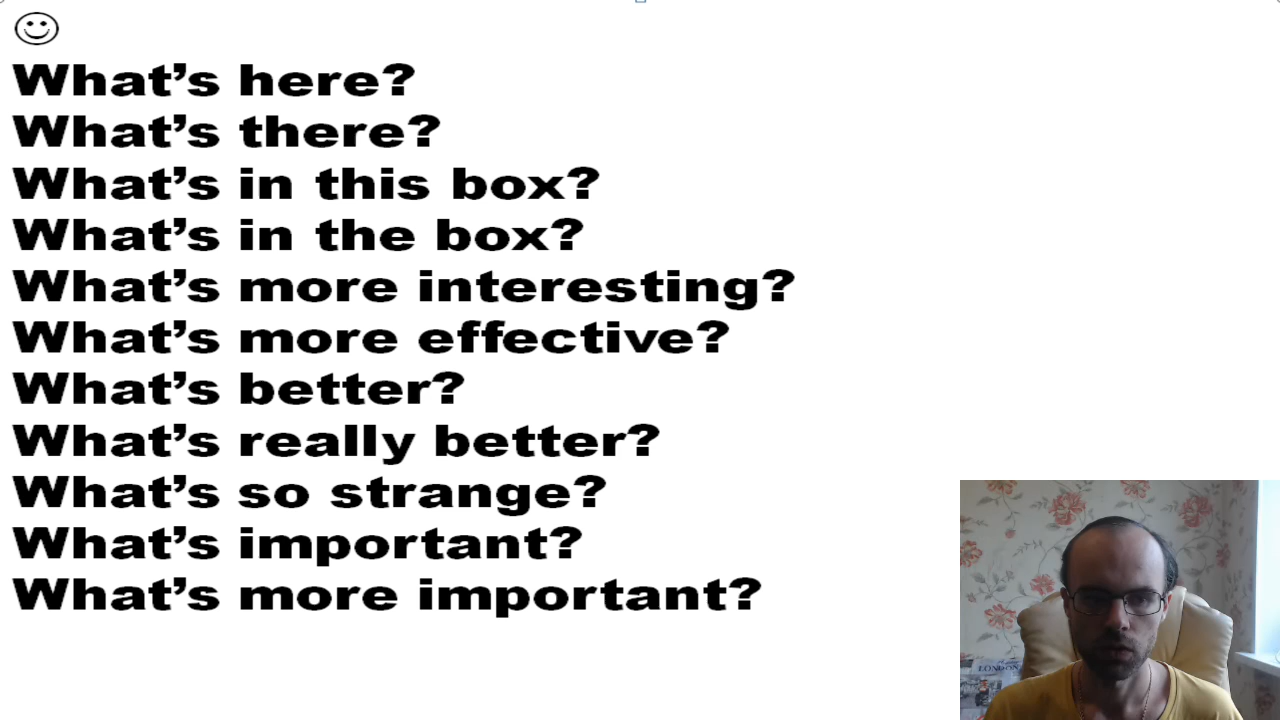 What’s here?
What’s there?
What’s in this box?
What’s in the box?
What’s more interesting?
What’s more effective?
What’s better?
What’s really better?
What’s so strange?
What’s important?
What’s more important?
LONDON